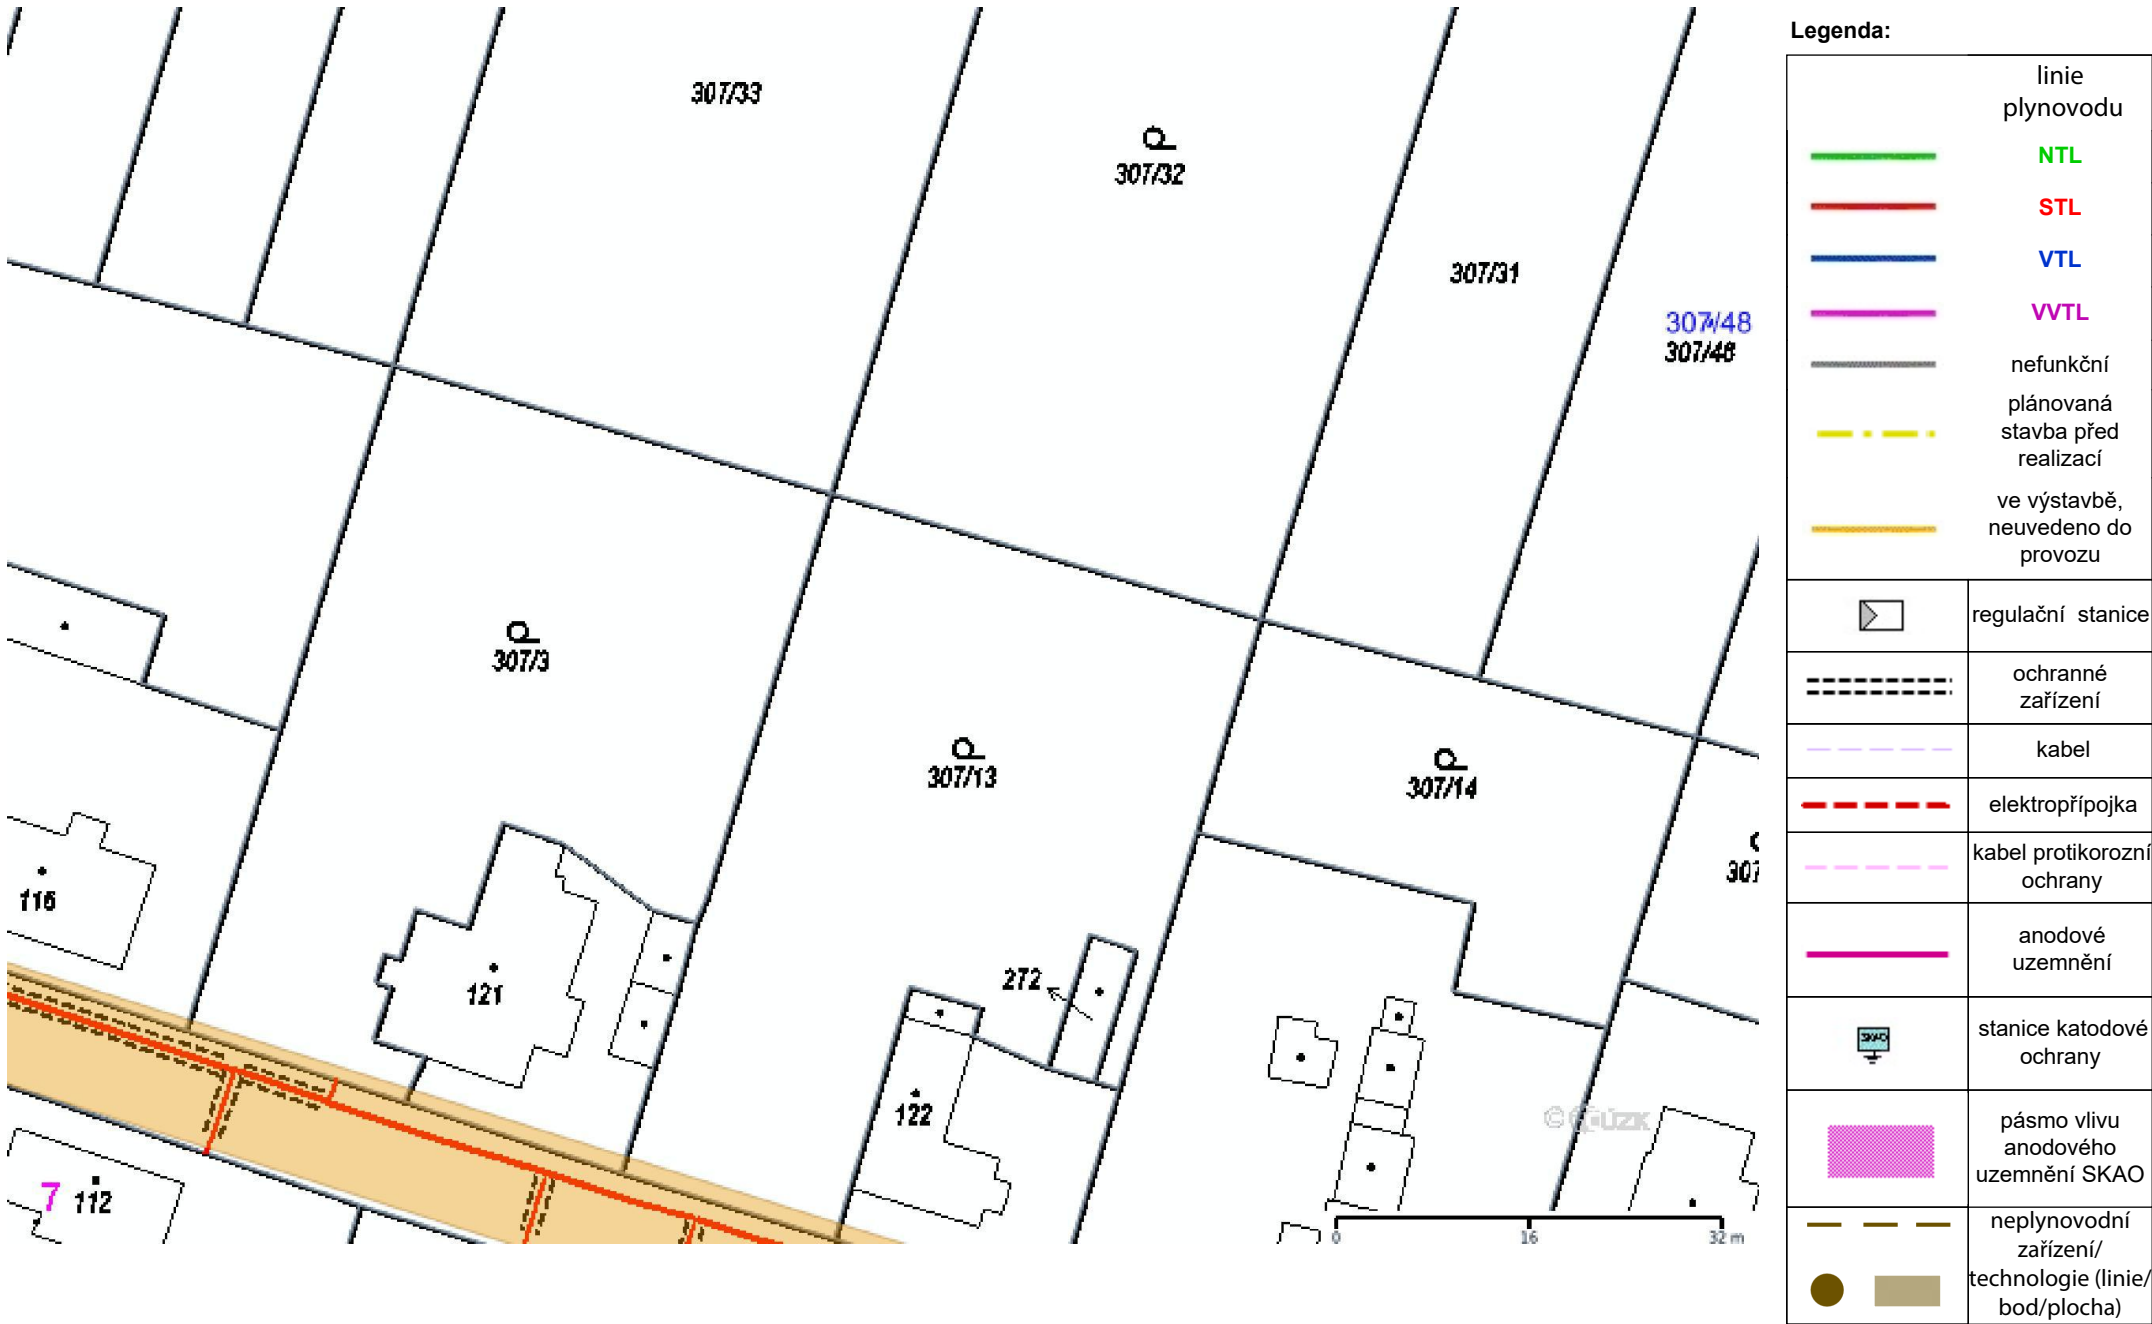 307/33
307/32
307/31
307/48
307/48
307/3
307/13
307/14
307
116
121
272
122
7
112
0
16
32 m
Legenda:
linie
plynovodu
NTL
STL
VTL
VVTL
nefunkční
plánovaná
stavba před
realizací
ve výstavbě,
neuvedeno do
provozu
regulační stanice
ochranné
zařízení
kabel
elektropřípojka
kabel protikorozní
ochrany
anodové
uzemnění
SKAO
stanice katodové
ochrany
pásmo vlivu
anodového
uzemnění SKAO
neplynovodní
zařízení/
technologie (linie/
bod/plocha)